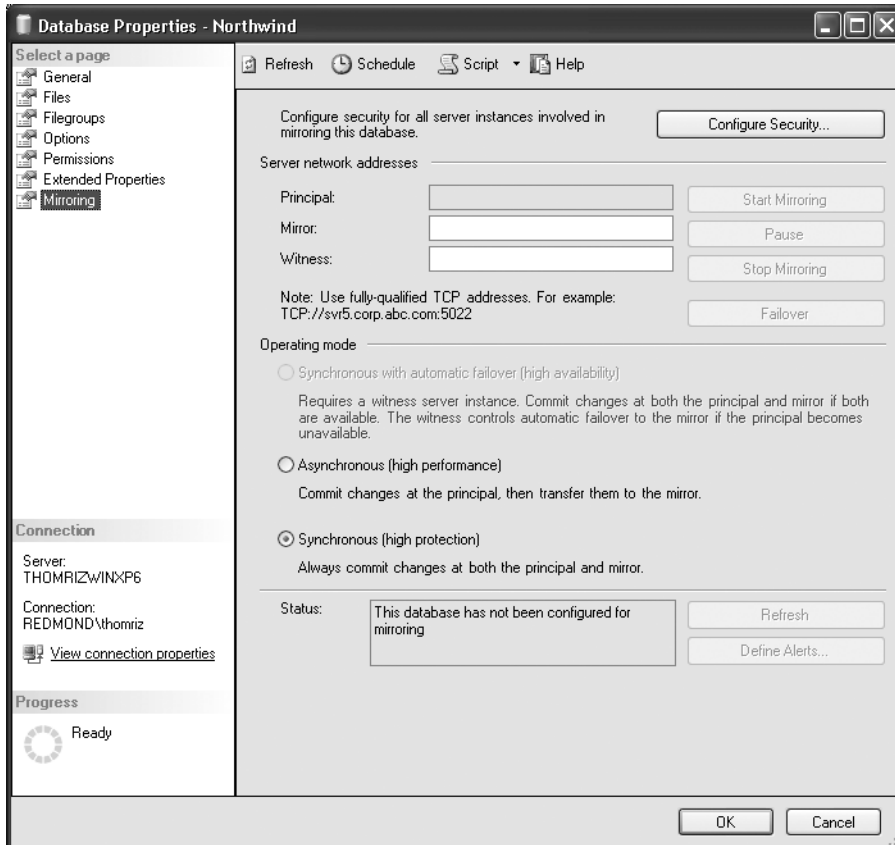 Database Properties - Northwind
Select a page
General
Files
Filegroups
Options
Permissions
Extended Properties
Mirroring
Refresh Schedule Script Help
Configure security for all server instances involved in
mirroring this database.
Configure Security...
Server network addresses
Principal:
Start Mirroring
Mirror:
Pause
Witness:
Stop Mirroring
Note: Use fully-qualified TCP addresses. For example:
TCP://svr5.corp.abc.com:5022
Failover
Operating mode
Synchronous with automatic failover (high availability)
Requires a witness server instance. Commit changes at both the principal and mirror if both
are available. The witness controls automatic failover to the mirror if the principal becomes
unavailable.
Asynchronous (high performance)
Commit changes at the principal, then transfer them to the mirror.
Synchronous (high protection)
Always commit changes at both the principal and mirror.
Status:
This database has not been configured for
mirroring
Refresh
Define Alerts...
Connection
Server:
THOMRIZWINXP6
Connection:
REDMOND\thomriz
View connection properties
Progress
Ready
OK
Cancel